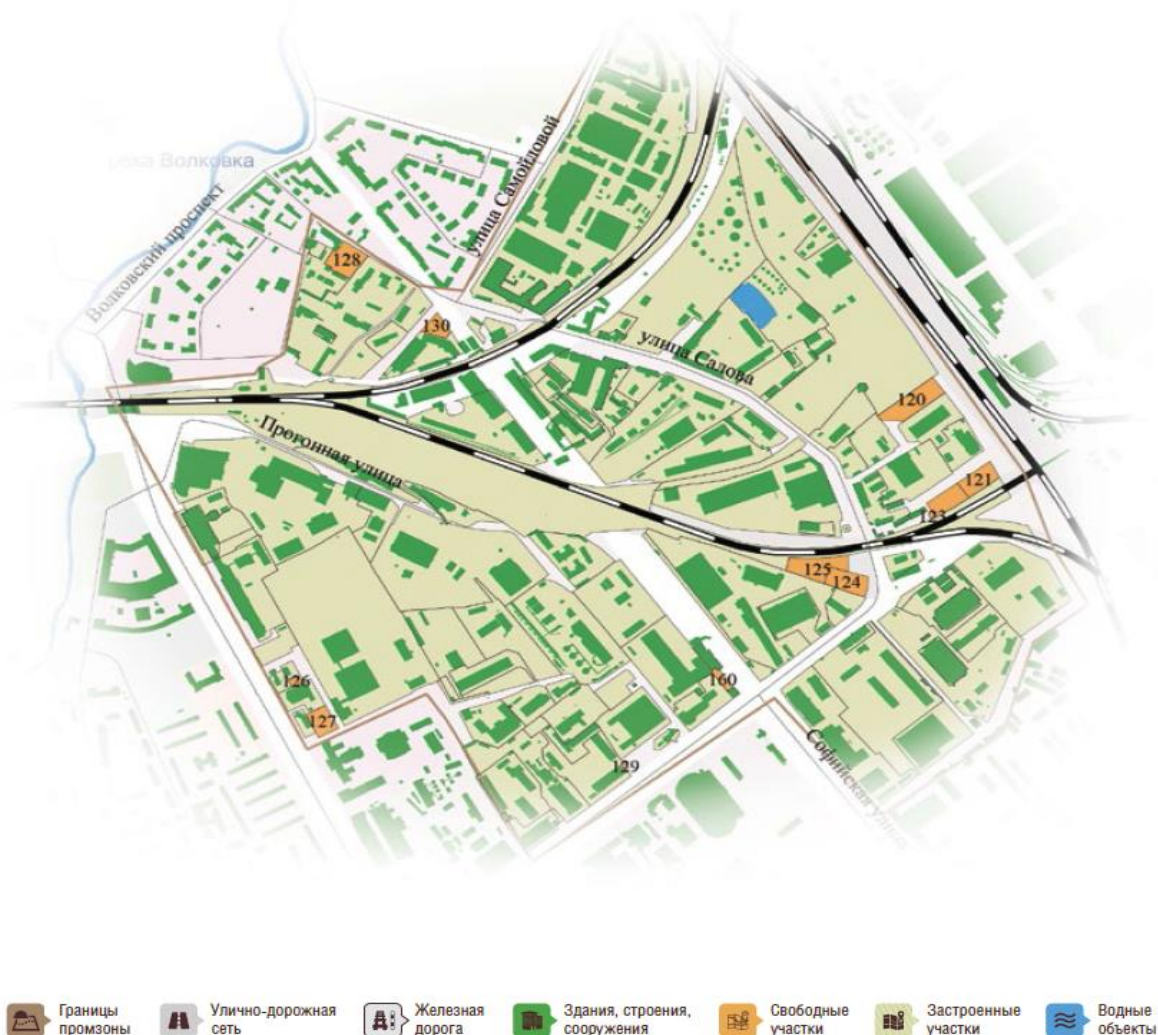 река Волковка
Волковский проспект
улица Самойловой
128
130
улица Салова
120
Прогонная улица
121
123
125
124
126
127
160
129
Софийская улица
Границы
промзоны
Улично-дорожная
сеть
Железная
дорога
Здания, строения,
сооружения
Свободные
участки
Застроенные
участки
Водные
объекты